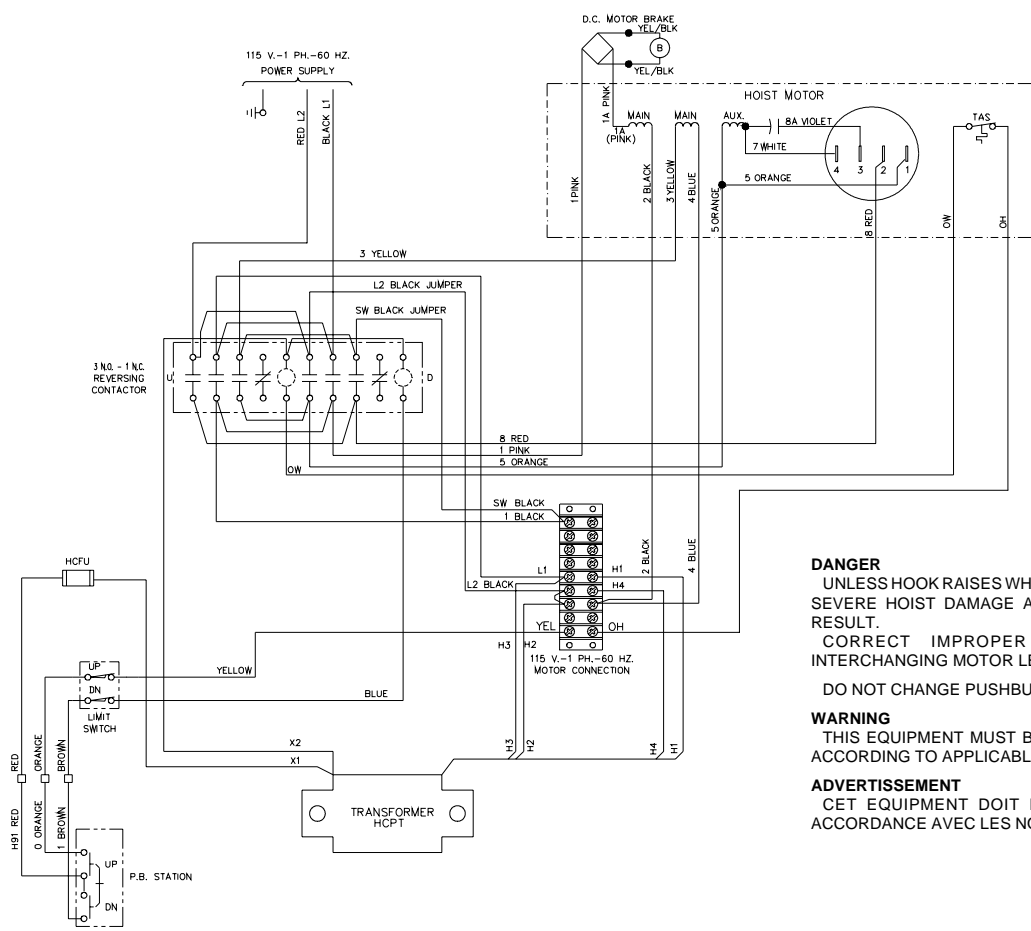 D.C. MOTOR BRAKE
YEL/BLK
B
YEL/BLK
115 V.-1 PH.-60 HZ.
POWER SUPPLY
RED L2
BLACK L1
HOIST MOTOR
1A PINK
1A
(PINK)
MAIN
MAIN
AUX.
8A VIOLET
7 WHITE
5 ORANGE
4
3
2
1
TAS
1 PINK
2 BLACK
3 YELLOW
4 BLUE
5 ORANGE
8 RED
OW
OH
3 YELLOW
L2 BLACK JUMPER
SW BLACK JUMPER
3 N.O. - 1 N.C.
REVERSING
CONTACTOR
U
D
8 RED
1 PINK
5 ORANGE
OW
SW BLACK
1 BLACK
2 BLACK
4 BLUE
L1
H1
L2 BLACK
H4
YEL
OH
H3
H2
115 V.-1 PH.-60 HZ.
MOTOR CONNECTION
HCFU
UP
DN
LIMIT
SWITCH
YELLOW
BLUE
X2
X1
H3
H2
H4
H1
TRANSFORMER
HCPT
RED
ORANGE
BROWN
H91 RED
0 ORANGE
1 BROWN
UP
DN
P.B. STATION
DANGER
UNLESS HOOK RAISES WH
SEVERE HOIST DAMAGE A
RESULT.
CORRECT IMPROPER
INTERCHANGING MOTOR LE
DO NOT CHANGE PUSHBU
WARNING
THIS EQUIPMENT MUST B
ACCORDING TO APPLICABL
ADVERTISSEMENT
CET EQUIPMENT DOIT
ACCORDANCE AVEC LES NO